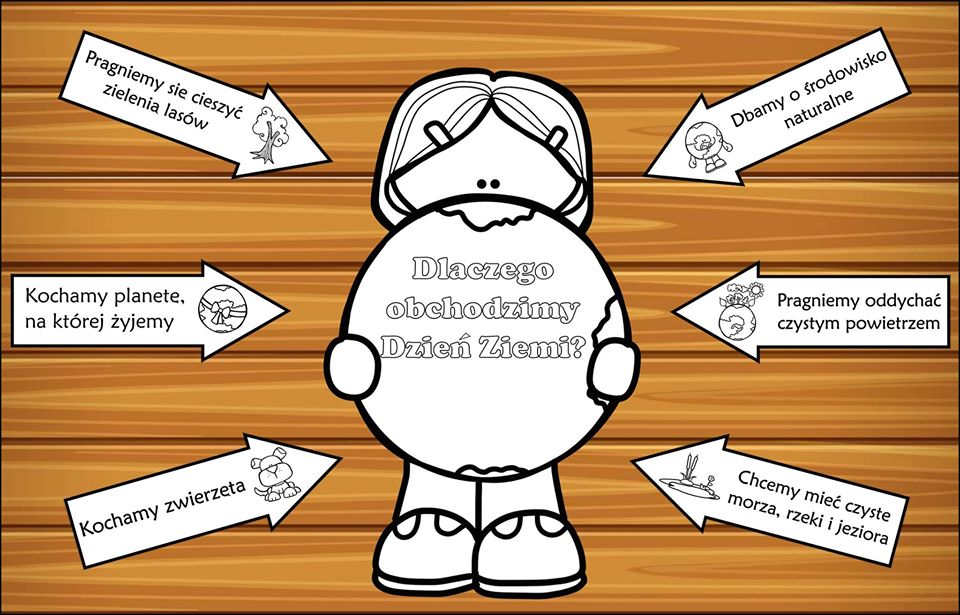 Pragniemy sie cieszyć
zielenia lasów
Dbamy o środowisko
naturalne
Dlaczego
obchodzimy
Dzień Ziemi?
Kochamy planete,
na której żyjemy
Pragniemy oddychać
czystym powietrzem
Kochamy zwierzeta
Chcemy mieć czyste
morza, rzeki i jeziora